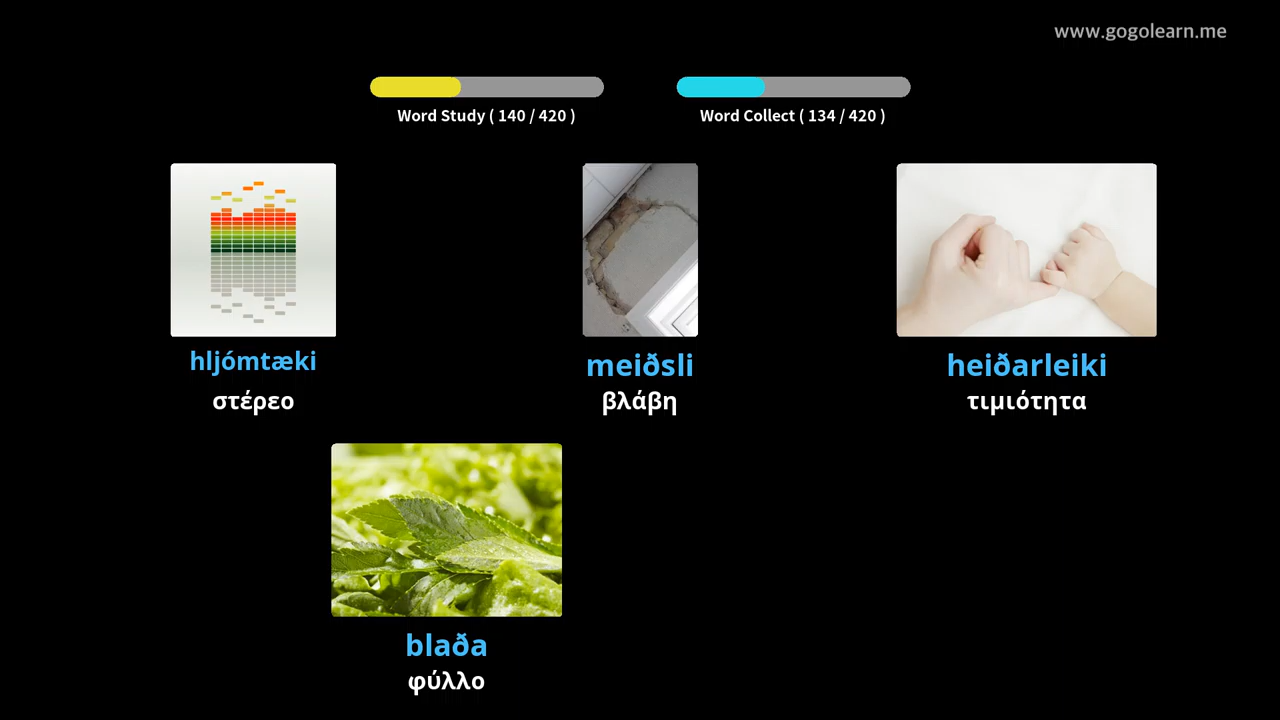 www.gogolearn.me
Word Study ( 140 / 420 )
Word Collect ( 134 / 420 )
hljómtæki
στέρεο
meiðsli
βλάβη
heiðarleiki
τιμιότητα
blaða
φύλλο